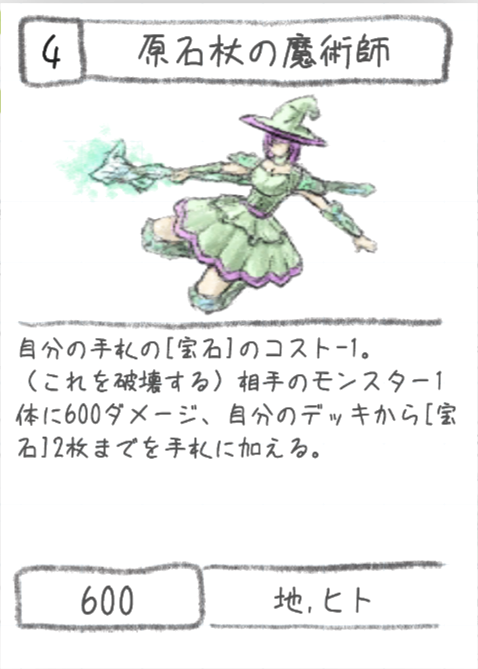 4
原石杖の魔術師
自分の手札の[宝石]のコスト-1。
（これを破壊する）相手のモンスター1
体に600ダメージ、自分のデッキから[宝
石]2枚までを手札に加える。
600
地,ヒト